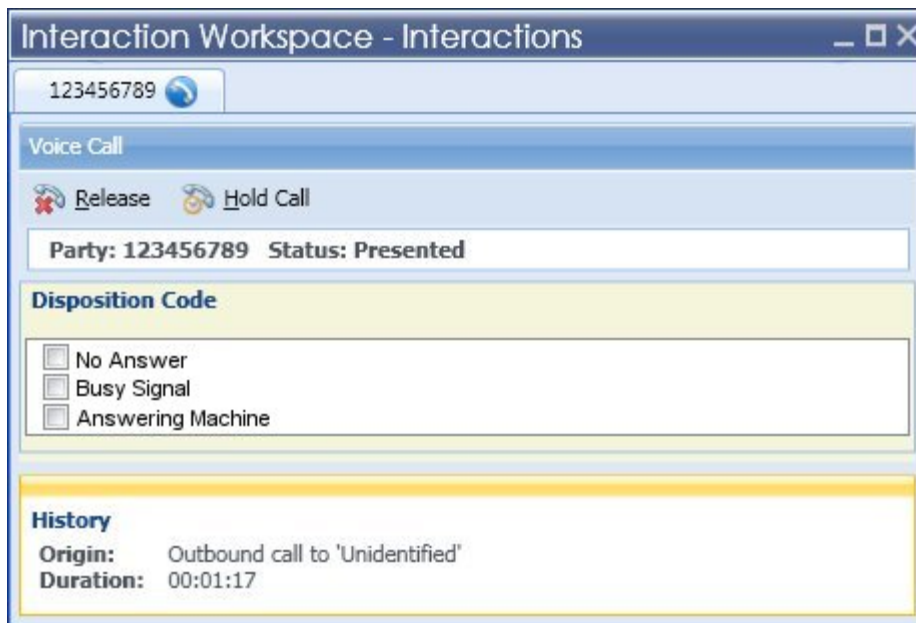 Interaction Workspace - Interactions
123456789
Voice Call
Release Hold Call
Party: 123456789 Status: Presented
Disposition Code
No Answer
Busy Signal
Answering Machine
History
Origin: Outbound call to 'Unidentified'
Duration: 00:01:17